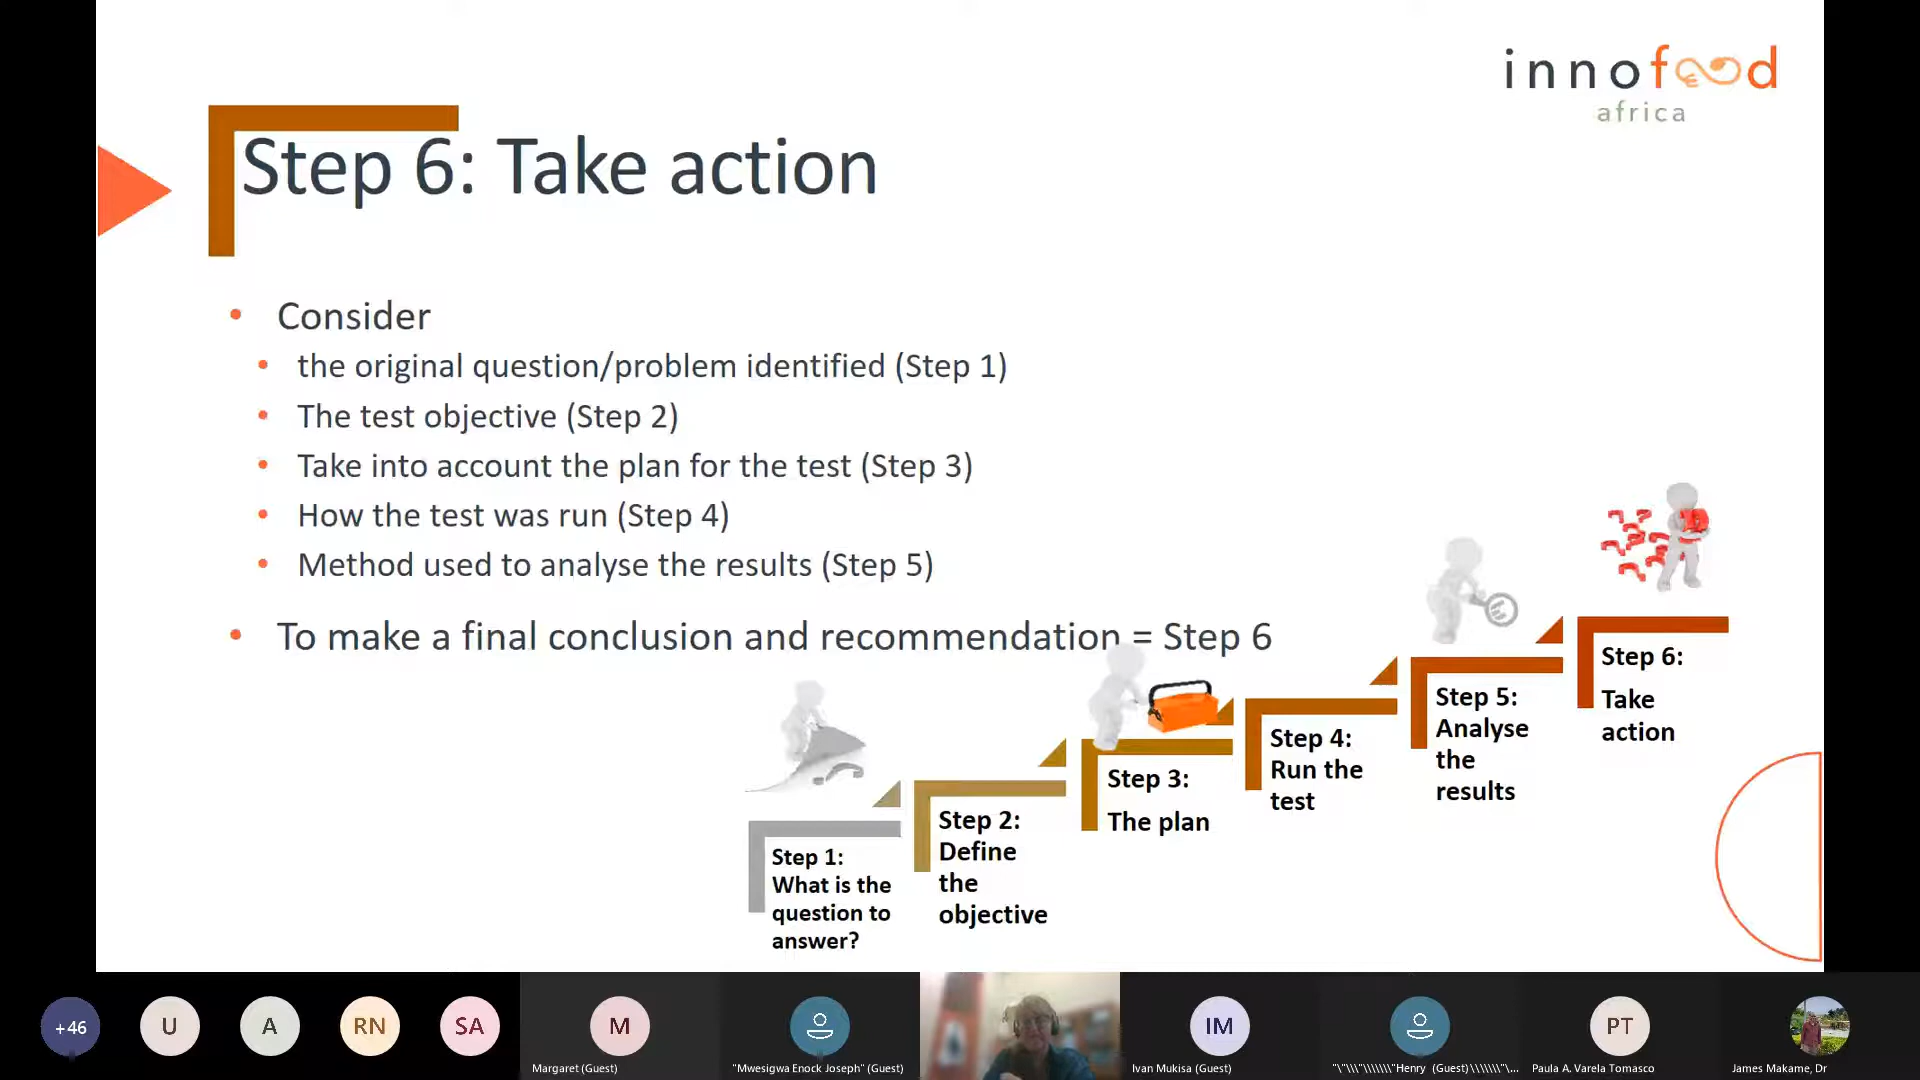 innofood
africa
Step 6: Take action
• Consider
• the original question/problem identified (Step 1)
• The test objective (Step 2)
• Take into account the plan for the test (Step 3)
• How the test was run (Step 4)
• Method used to analyse the results (Step 5)
• To make a final conclusion and recommendation = Step 6
Step 1:
What is the
question to
answer?
Step 2:
Define
the
objective
Step 3:
The plan
Step 4:
Run the
test
Step 5:
Analyse
the
results
Step 6:
Take
action
+46
U
A
RN
SA
M
IM
PT
Margaret (Guest)
"Mwesigwa Enock Joseph" (Guest)
Ivan Mukisa (Guest)
"\"\\\"\\\\\\\"Henry (Guest)\\\\\\\"\...
Paula A. Varela Tomasco
James Makame, Dr